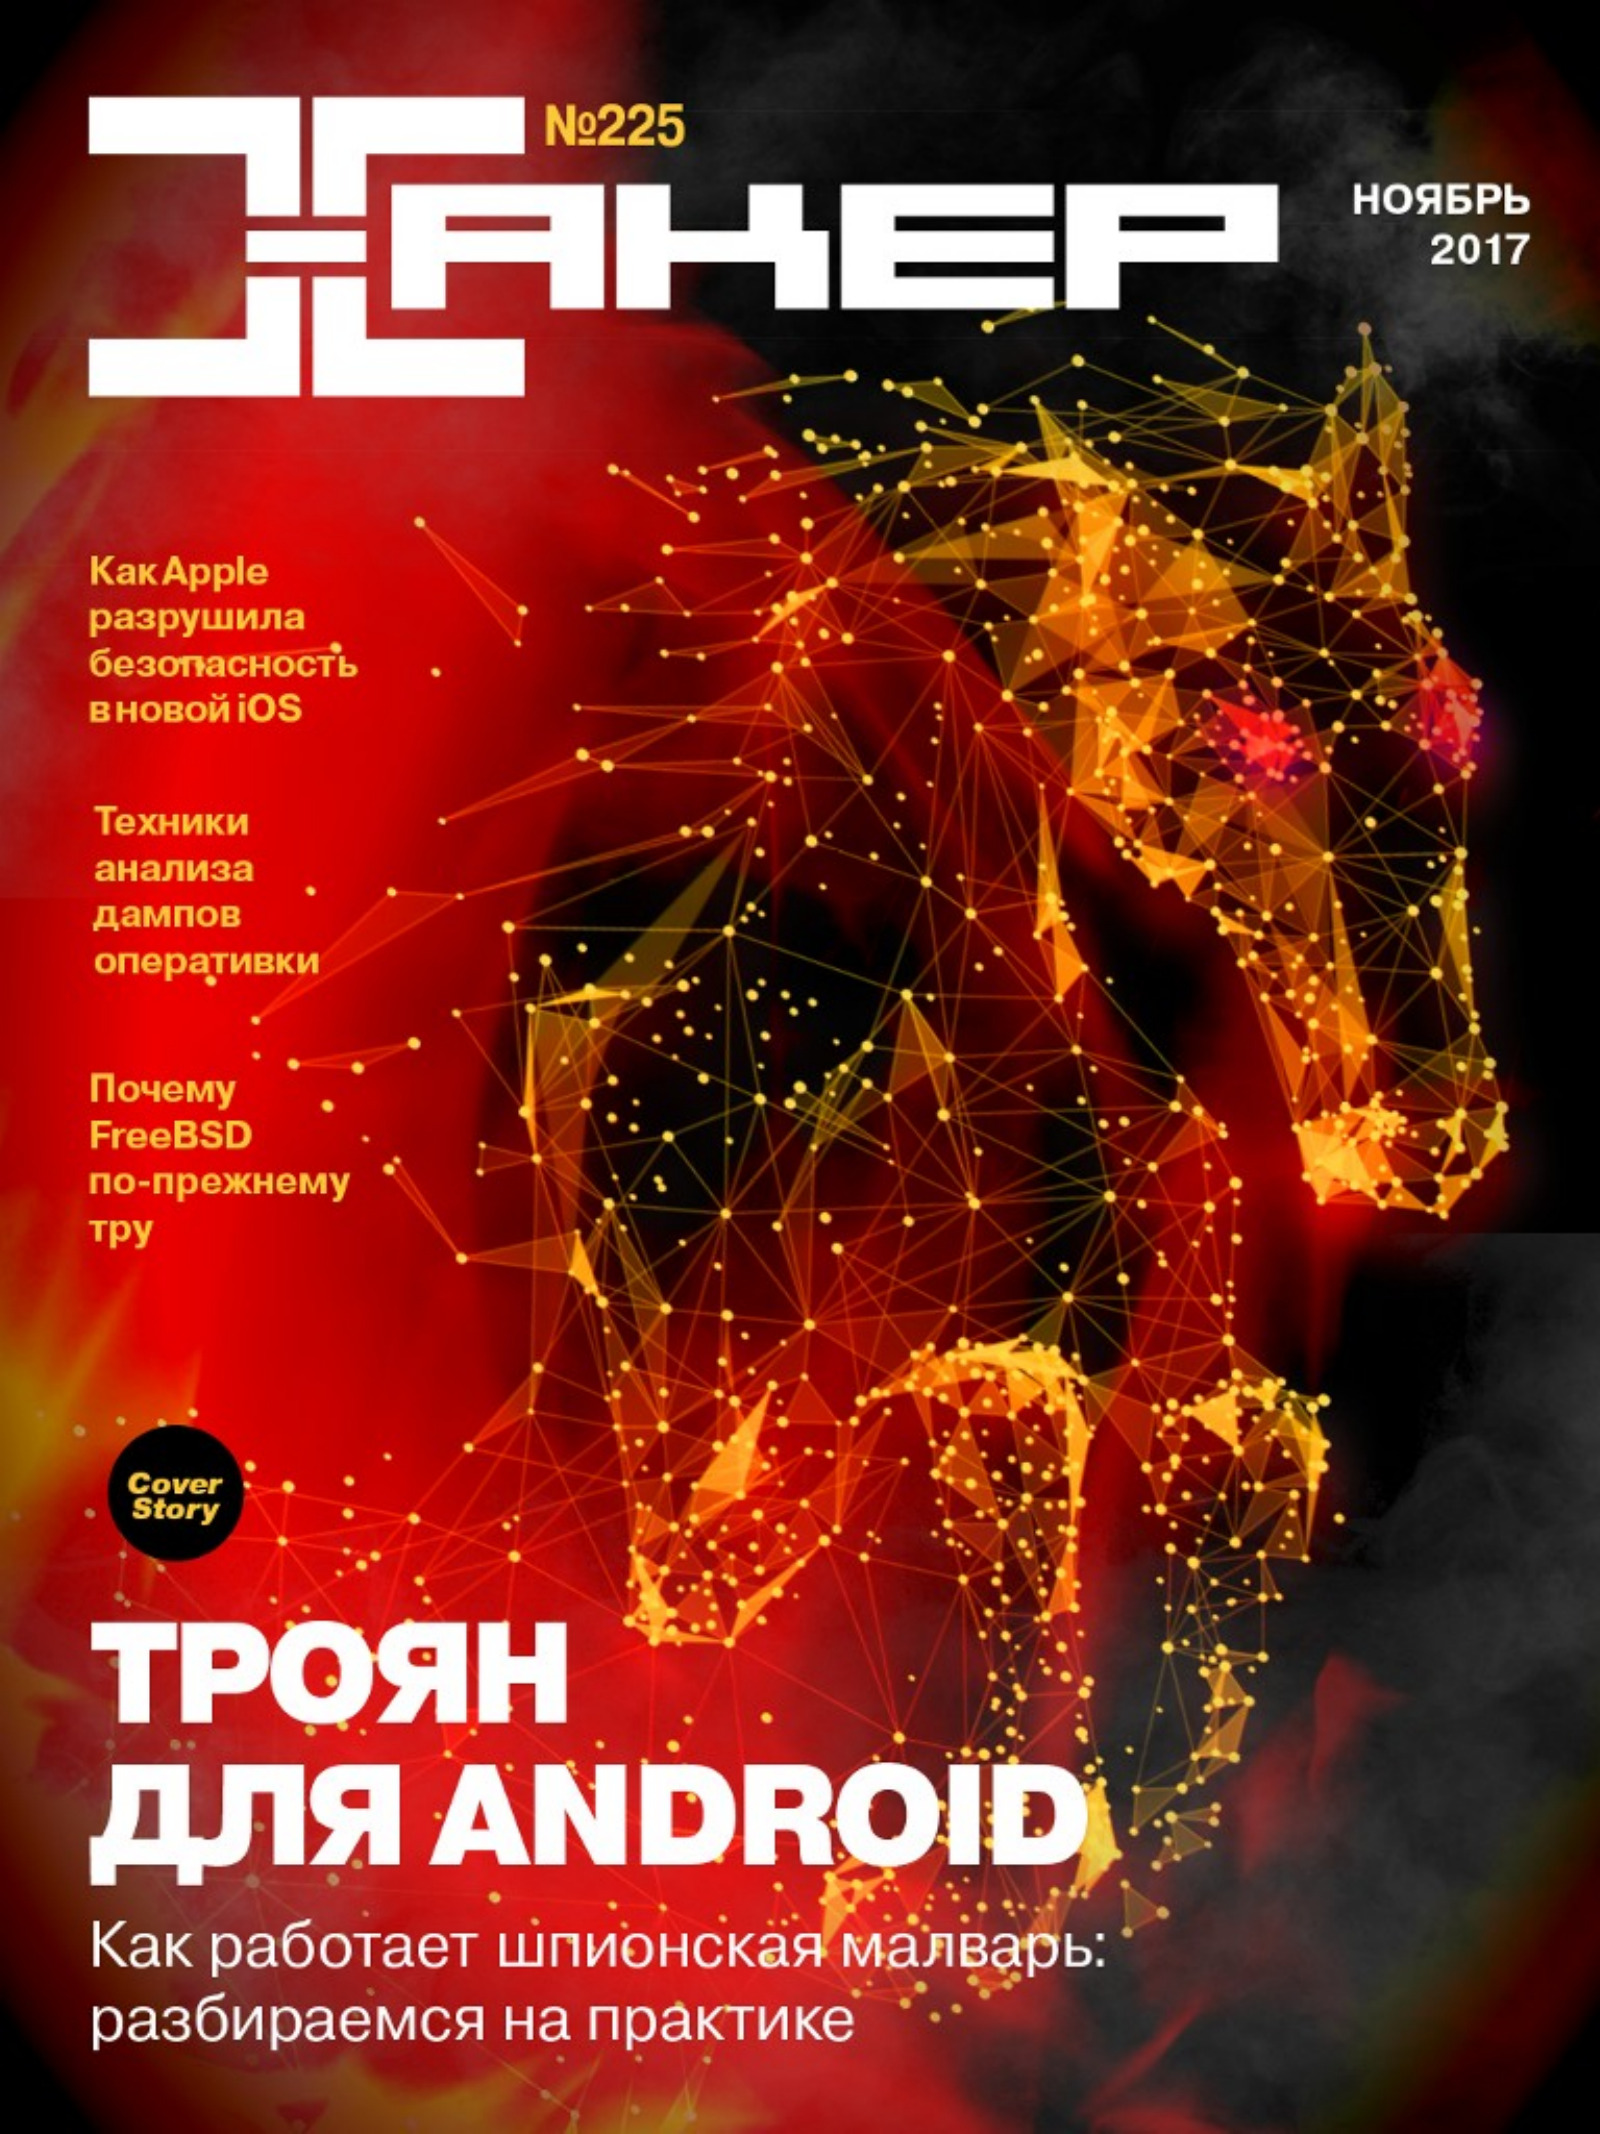 ХАКЕР
№225
НОЯБРЬ
2017
Как Apple
разрушила
безопасность
в новой iOS
Техники
анализа
дампов
оперативки
Почему
FreeBSD
по-прежнему
тру
Cover
Story
ТРОЯН
ДЛЯ ANDROID
Как работает шпионская малварь:
разбираемся на практике